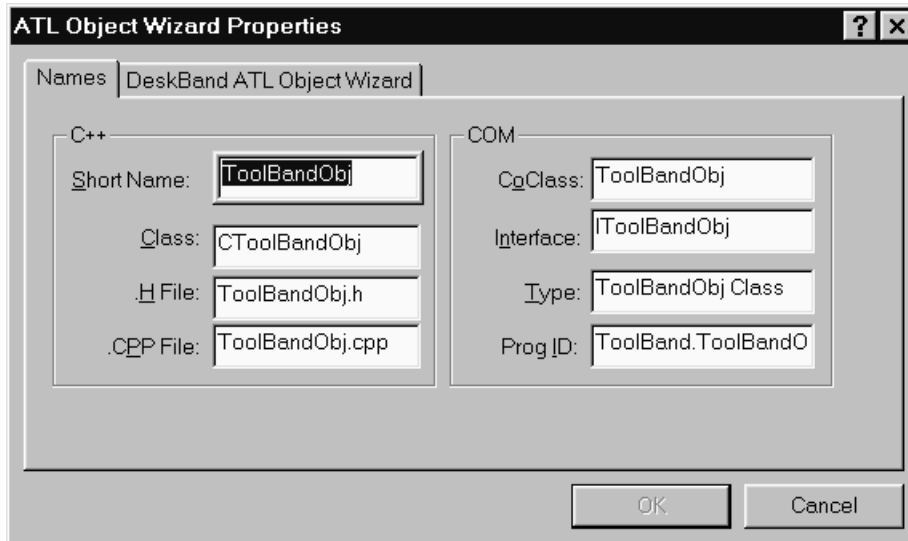 ATL Object Wizard Properties
Names DeskBand ATL Object Wizard
C++
Short Name: ToolBandObj
Class: CToolBandObj
.H File: ToolBandObj.h
.CPP File: ToolBandObj.cpp
COM
CoClass: ToolBandObj
Interface: IToolBandObj
Type: ToolBandObj Class
Prog ID: ToolBand.ToolBandO
OK Cancel